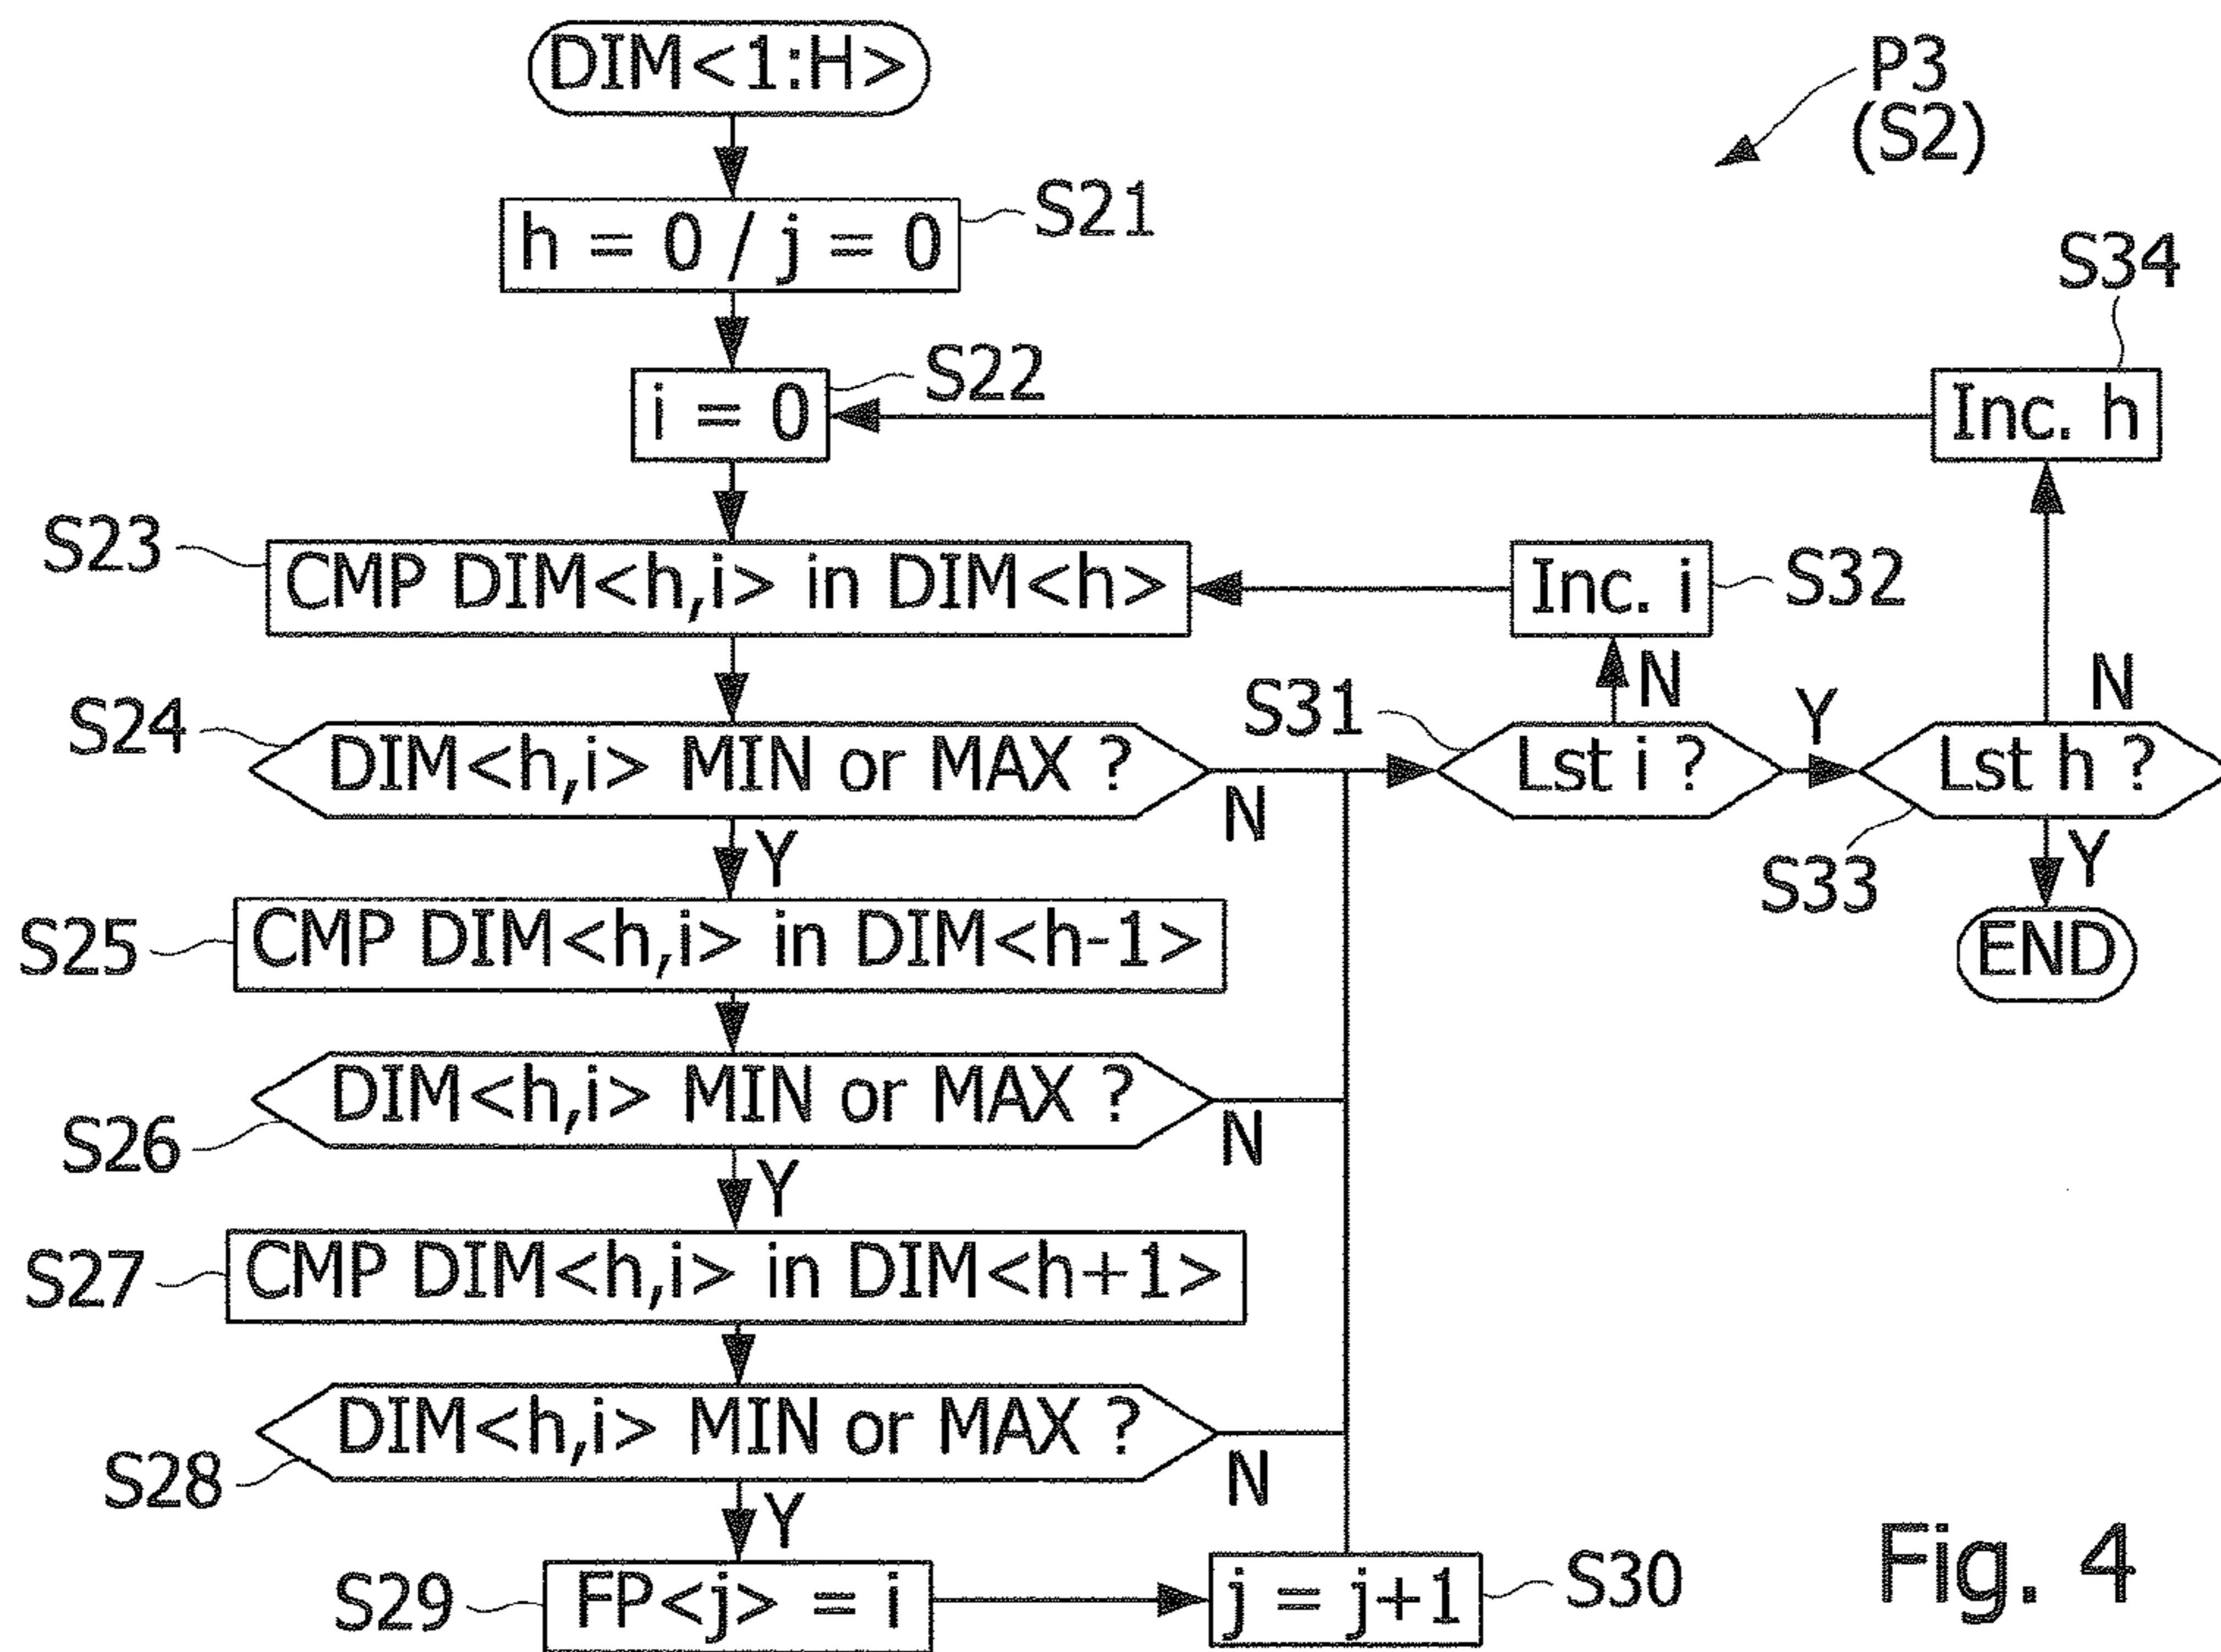 DIM<1:H>
P3
(S2)
h = 0 / j = 0
S21
S34
i = 0
S22
Inc. h
S23
CMP DIM<h,i> in DIM<h>
Inc. i
S32
N
N
S24
DIM<h,i> MIN or MAX ?
N
S31
Lst i ?
Y
Lst h ?
Y
S33
Y
S25
CMP DIM<h,i> in DIM<h-1>
END
S26
DIM<h,i> MIN or MAX ?
N
Y
S27
CMP DIM<h,i> in DIM<h+1>
S28
DIM<h,i> MIN or MAX ?
N
Y
S29
FP<j> = i
j = j+1
S30
Fig. 4